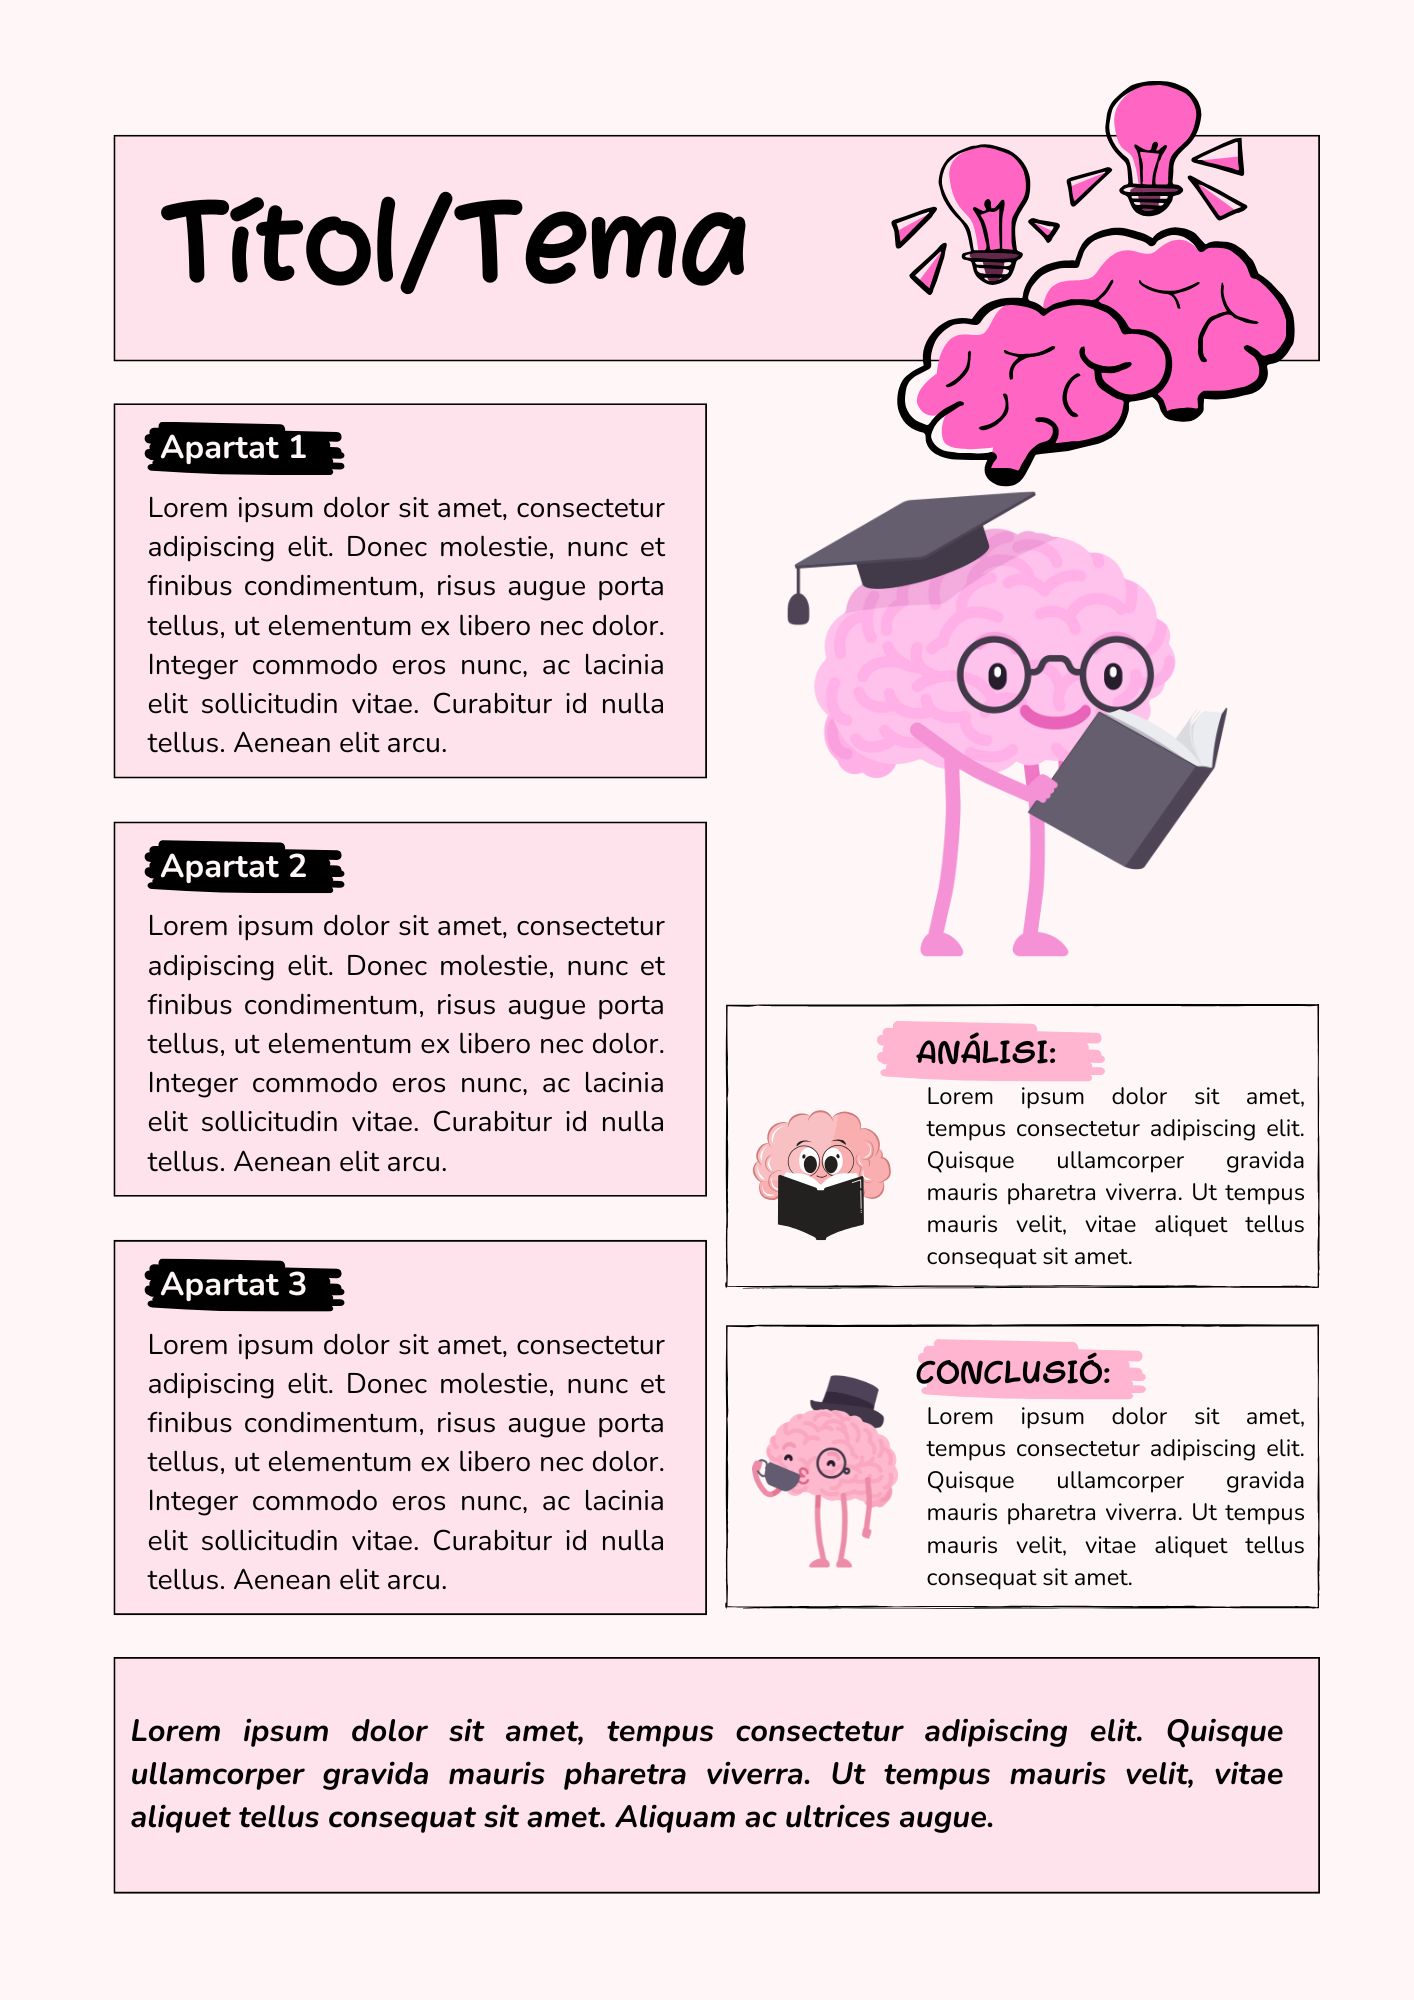 Títol/Tema
Apartat 1
Lorem ipsum dolor sit amet, consectetur
adipiscing elit. Donec molestie, nunc et
finibus condimentum, risus augue porta
tellus, ut elementum ex libero nec dolor.
Integer commodo eros nunc, ac lacinia
elit sollicitudin vitae. Curabitur id nulla
tellus. Aenean elit arcu.
Apartat 2
Lorem ipsum dolor sit amet, consectetur
adipiscing elit. Donec molestie, nunc et
finibus condimentum, risus augue porta
tellus, ut elementum ex libero nec dolor.
Integer commodo eros nunc, ac lacinia
elit sollicitudin vitae. Curabitur id nulla
tellus. Aenean elit arcu.
Apartat 3
Lorem ipsum dolor sit amet, consectetur
adipiscing elit. Donec molestie, nunc et
finibus condimentum, risus augue porta
tellus, ut elementum ex libero nec dolor.
Integer commodo eros nunc, ac lacinia
elit sollicitudin vitae. Curabitur id nulla
tellus. Aenean elit arcu.
ANÁLISI:
Lorem ipsum dolor sit amet,
tempus consectetur adipiscing elit.
Quisque ullamcorper gravida
mauris pharetra viverra. Ut tempus
mauris velit, vitae aliquet tellus
consequat sit amet.
CONCLUSIÓ:
Lorem ipsum dolor sit amet,
tempus consectetur adipiscing elit.
Quisque ullamcorper gravida
mauris pharetra viverra. Ut tempus
mauris velit, vitae aliquet tellus
consequat sit amet.
Lorem ipsum dolor sit amet, tempus consectetur adipiscing elit. Quisque
ullamcorper gravida mauris pharetra viverra. Ut tempus mauris velit, vitae
aliquet tellus consequat sit amet. Aliquam ac ultrices augue.